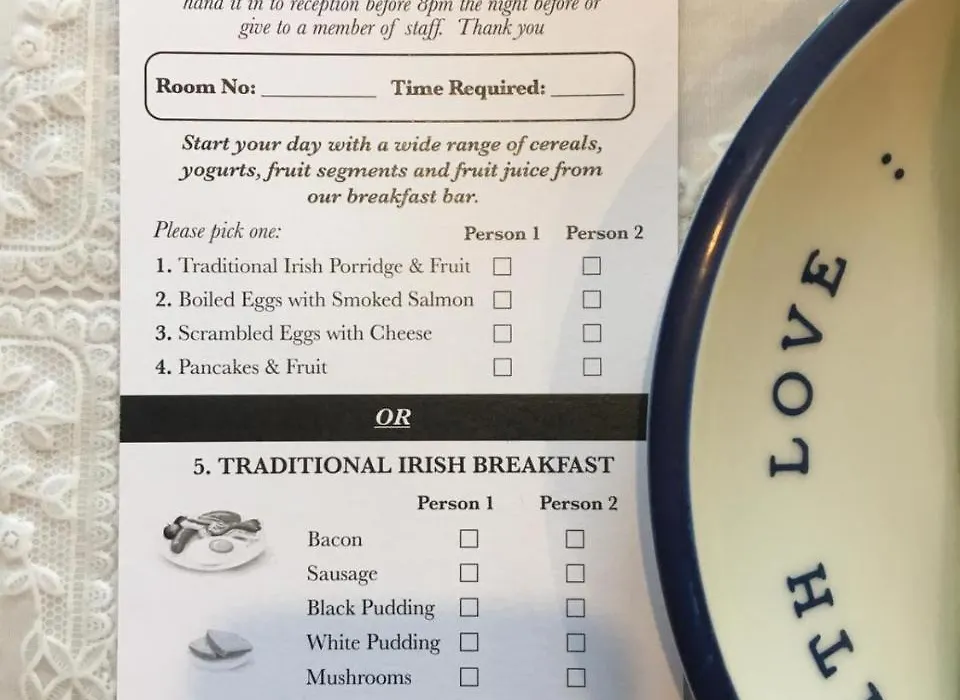 hand it in to reception before 8pm the night before or
give to a member of staff. Thank you
Room No: __________ Time Required: _______
Start your day with a wide range of cereals,
yogurts, fruit segments and fruit juice from
our breakfast bar.
Please pick one: Person 1 Person 2
1. Traditional Irish Porridge & Fruit
2. Boiled Eggs with Smoked Salmon
3. Scrambled Eggs with Cheese
4. Pancakes & Fruit
OR
5. TRADITIONAL IRISH BREAKFAST
Person 1 Person 2
Bacon
Sausage
Black Pudding
White Pudding
Mushrooms
TH LOVE